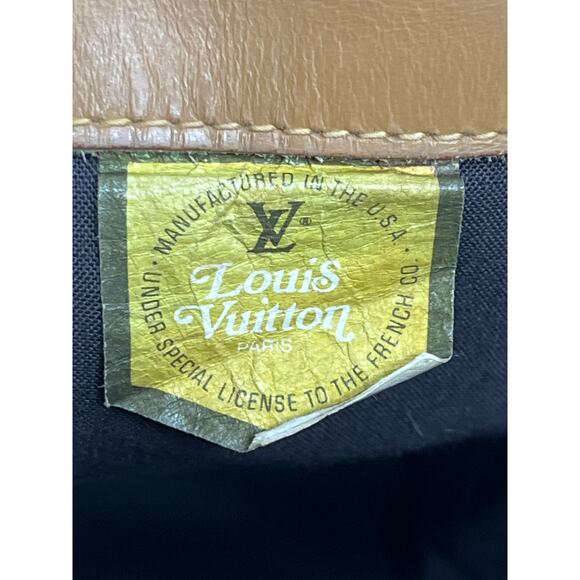 MANUFACTURED IN THE U.S.A.
LV ®
Louis
Vuitton
PARIS
· UNDER SPECIAL LICENSE TO THE FRENCH CO. ·